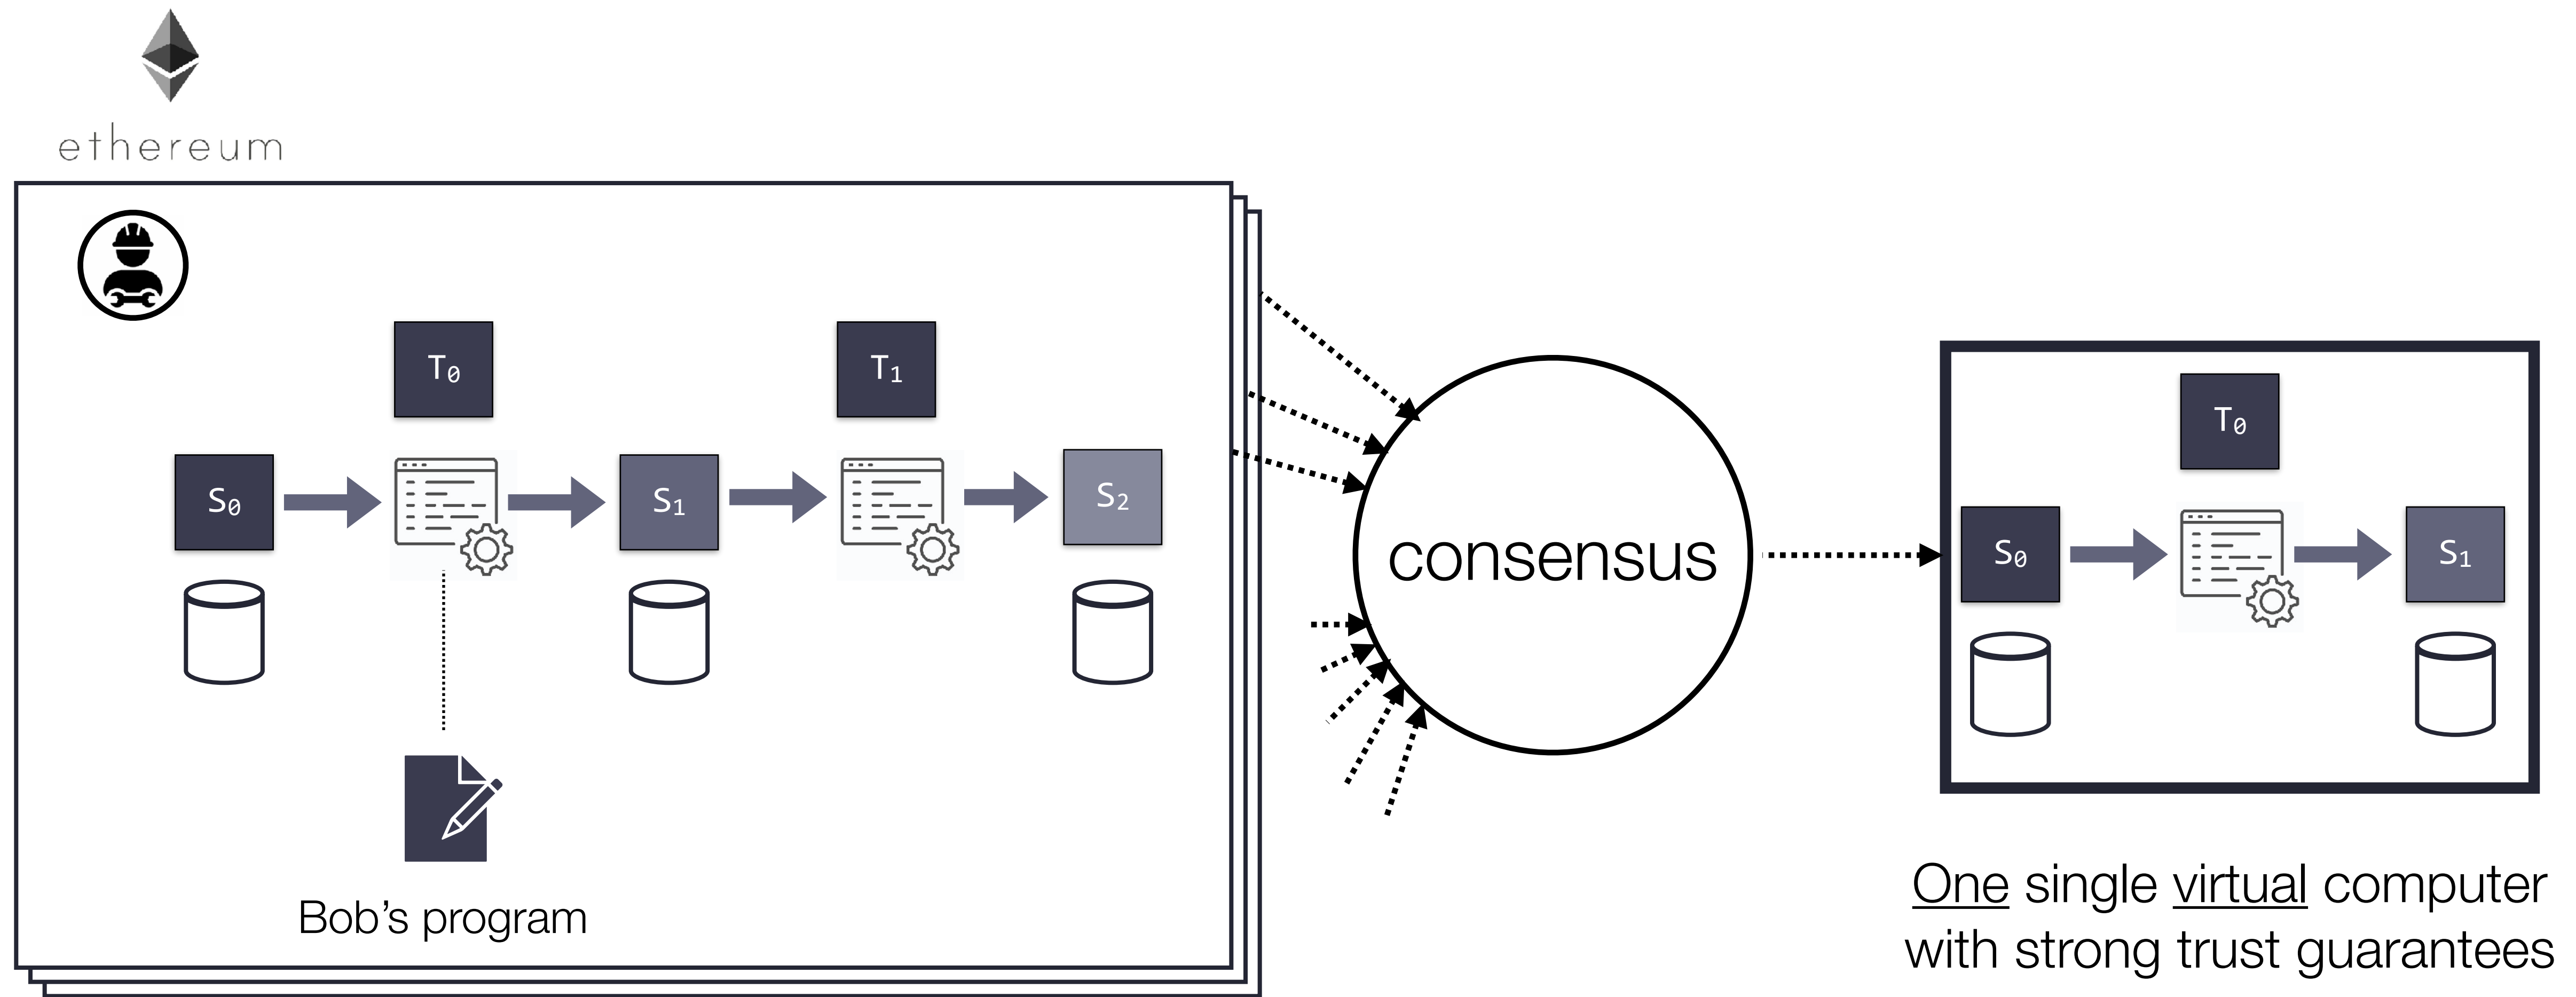 ethereum
T₀
T₁
S₀
S₁
S₂
Bob’s program
consensus
T₀
S₀
S₁
One single virtual computer
with strong trust guarantees